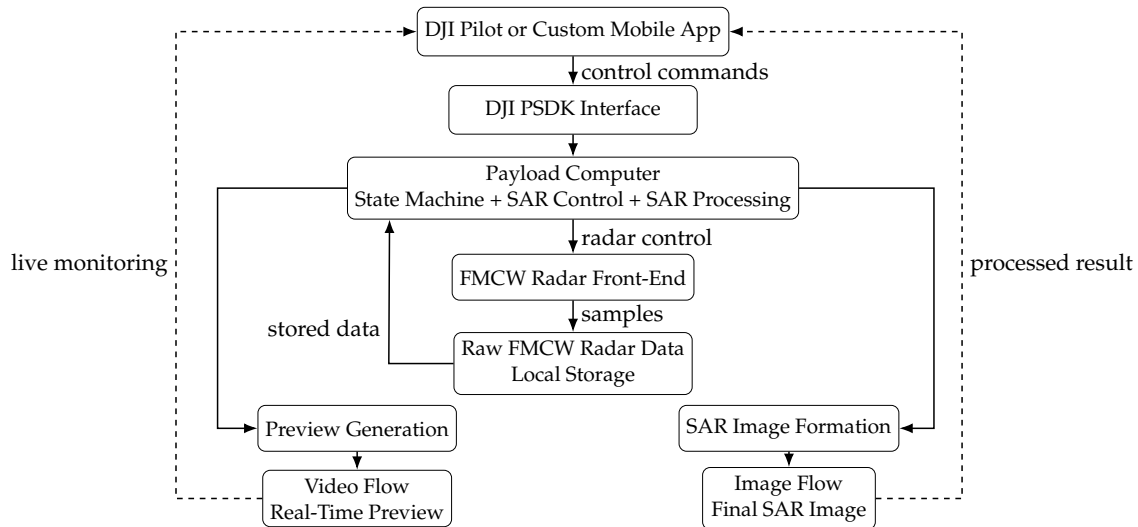 DJI Pilot or Custom Mobile App
control commands
DJI PSDK Interface
Payload Computer
State Machine + SAR Control + SAR Processing
radar control
live monitoring
processed result
FMCW Radar Front-End
samples
stored data
Raw FMCW Radar Data
Local Storage
Preview Generation
SAR Image Formation
Video Flow
Real-Time Preview
Image Flow
Final SAR Image